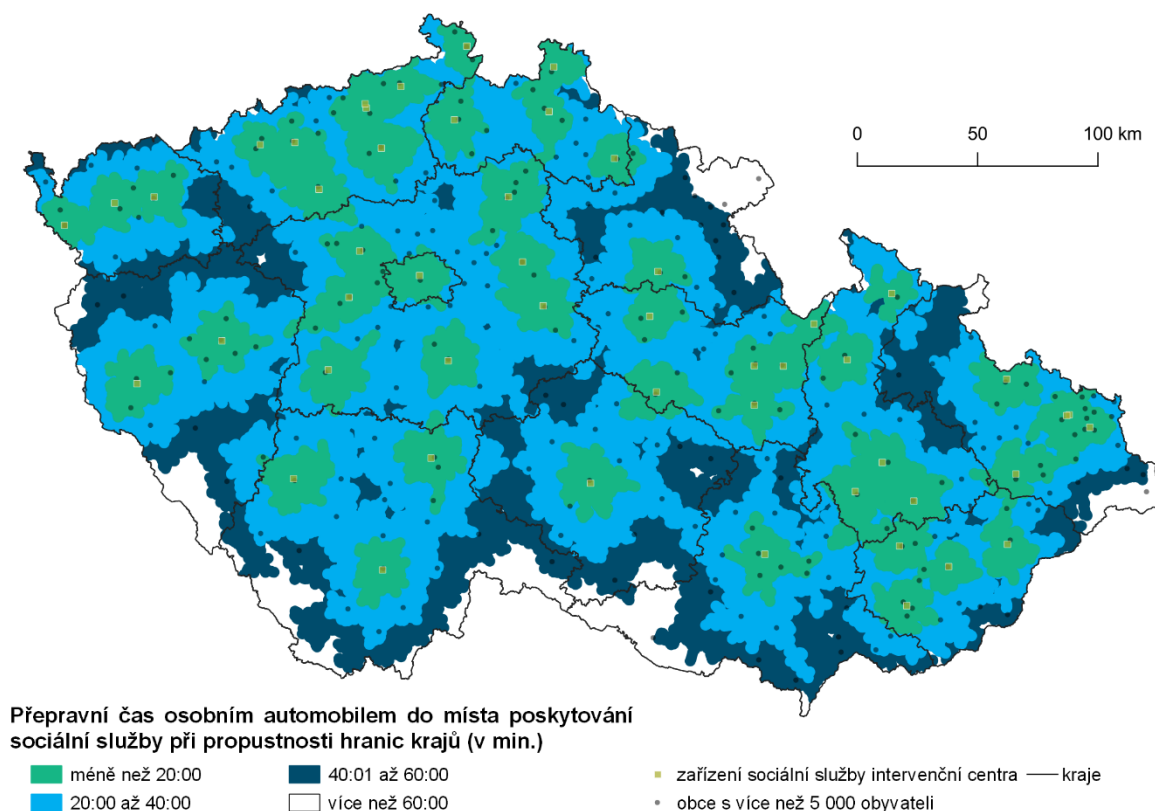 0 50 100 km
Přepravní čas osobním automobilem do místa poskytování
sociální služby při propustnosti hranic krajů (v min.)
méně než 20:00
20:00 až 40:00
40:01 až 60:00
více než 60:00
zařízení sociální služby intervenční centra
obce s více než 5 000 obyvateli
kraje